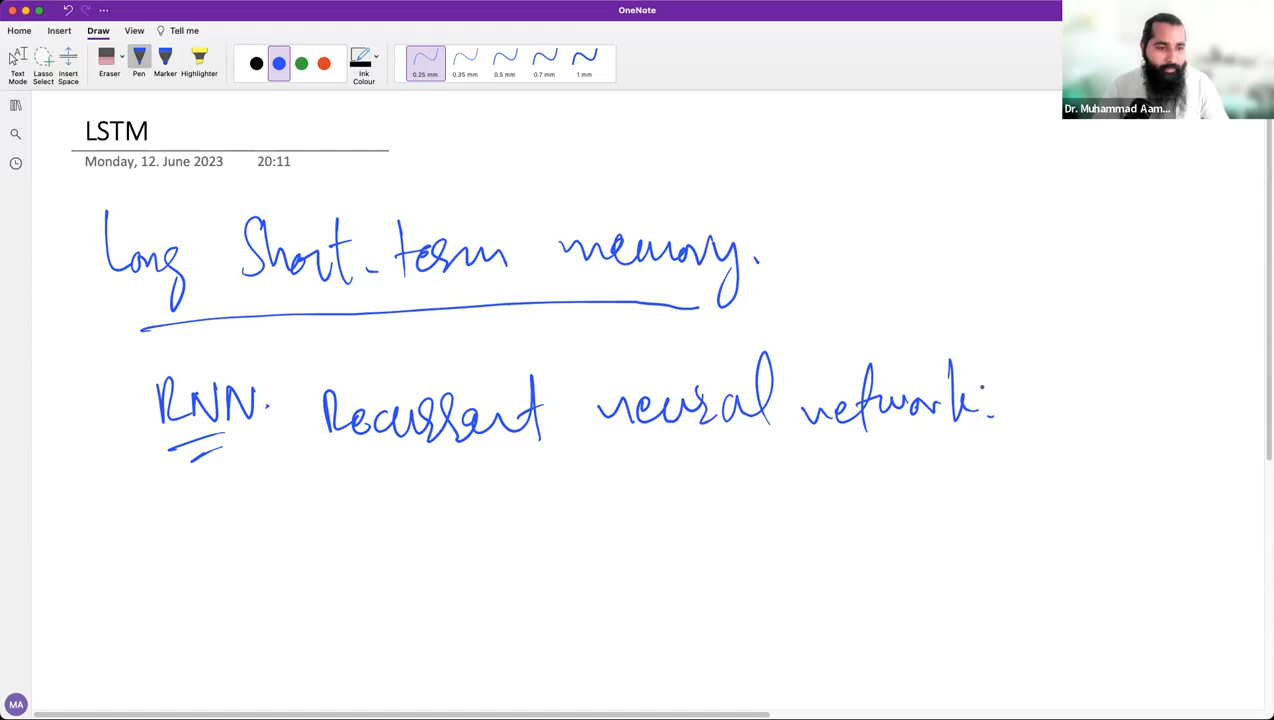 OneNote
Home Insert Draw View Tell me
Text Mode Lasso Select Insert Space Eraser Pen Marker Highlighter Ink Colour 0.25 mm 0.35 mm 0.5 mm 0.7 mm 1 mm
Dr. Muhammad Aam...
LSTM
Monday, 12. June 2023 20:11
Long Short-term memory.
RNN. Recurrant neural network:
MA